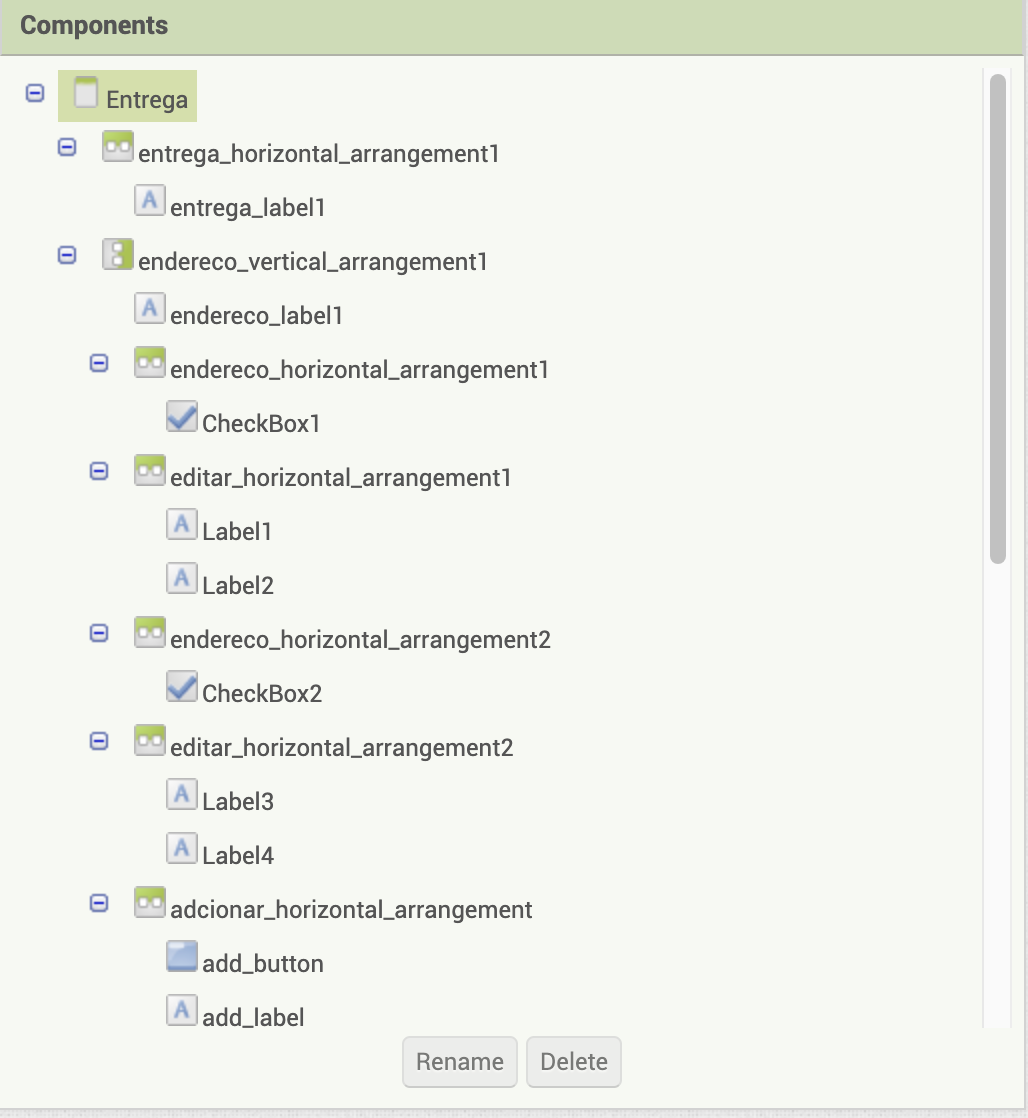 Components
Entrega
entrega_horizontal_arrangement1
entrega_label1
endereco_vertical_arrangement1
endereco_label1
endereco_horizontal_arrangement1
CheckBox1
editar_horizontal_arrangement1
Label1
Label2
endereco_horizontal_arrangement2
CheckBox2
editar_horizontal_arrangement2
Label3
Label4
adcionar_horizontal_arrangement
add_button
add_label
Rename Delete